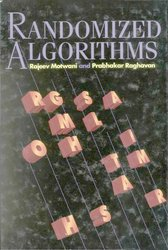 RANDOMIZED
ALGORITHMS
Rajeev Motwani and Prabhakar Raghavan
R G S A
M
L I
O H T M
A
R
H S